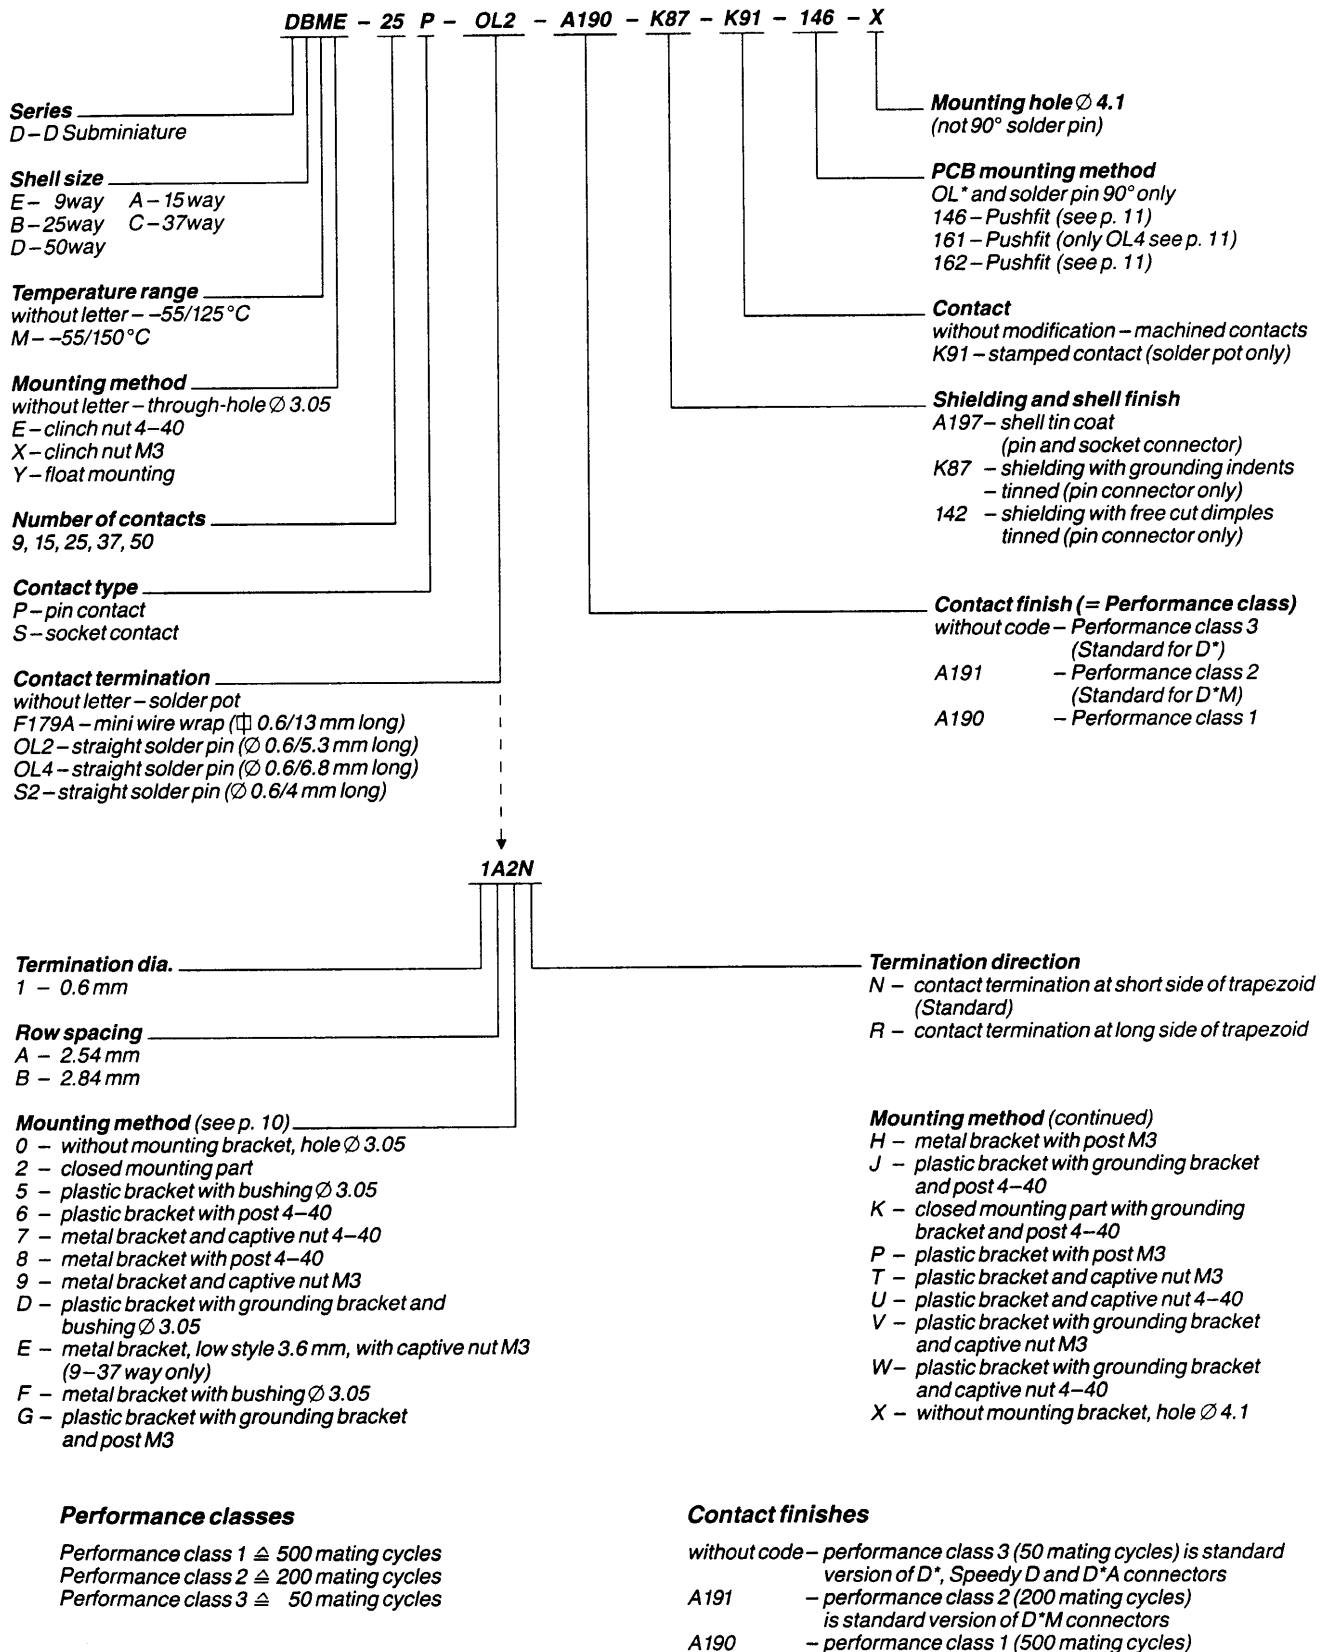 DBME – 25 P – OL2 – A190 – K87 – K91 – 146 – X
Series
D – D Subminiature
Shell size
E – 9way A – 15way
B – 25way C – 37way
D – 50way
Temperature range
without letter – –55/125°C
M – –55/150°C
Mounting method
without letter – through-hole ∅ 3.05
E – clinch nut 4–40
X – clinch nut M3
Y – float mounting
Number of contacts
9, 15, 25, 37, 50
Contact type
P – pin contact
S – socket contact
Contact termination
without letter – solder pot
F179A – mini wire wrap (⌷ 0.6/13 mm long)
OL2 – straight solder pin (∅ 0.6/5.3 mm long)
OL4 – straight solder pin (∅ 0.6/6.8 mm long)
S2 – straight solder pin (∅ 0.6/4 mm long)
Mounting hole ∅ 4.1
(not 90° solder pin)
PCB mounting method
OL* and solder pin 90° only
146 – Pushfit (see p. 11)
161 – Pushfit (only OL4 see p. 11)
162 – Pushfit (see p. 11)
Contact
without modification – machined contacts
K91 – stamped contact (solder pot only)
Shielding and shell finish
A197 – shell tin coat
(pin and socket connector)
K87 – shielding with grounding indents
– tinned (pin connector only)
142 – shielding with free cut dimples
tinned (pin connector only)
Contact finish (= Performance class)
without code – Performance class 3
(Standard for D*)
A191 – Performance class 2
(Standard for D*M)
A190 – Performance class 1
1A2N
Termination dia.
1 – 0.6 mm
Row spacing
A – 2.54 mm
B – 2.84 mm
Mounting method (see p. 10)
0 – without mounting bracket, hole ∅ 3.05
2 – closed mounting part
5 – plastic bracket with bushing ∅ 3.05
6 – plastic bracket with post 4–40
7 – metal bracket and captive nut 4–40
8 – metal bracket with post 4–40
9 – metal bracket and captive nut M3
D – plastic bracket with grounding bracket and
bushing ∅ 3.05
E – metal bracket, low style 3.6 mm, with captive nut M3
(9–37 way only)
F – metal bracket with bushing ∅ 3.05
G – plastic bracket with grounding bracket
and post M3
Termination direction
N – contact termination at short side of trapezoid
(Standard)
R – contact termination at long side of trapezoid
Mounting method (continued)
H – metal bracket with post M3
J – plastic bracket with grounding bracket
and post 4–40
K – closed mounting part with grounding
bracket and post 4–40
P – plastic bracket with post M3
T – plastic bracket and captive nut M3
U – plastic bracket and captive nut 4–40
V – plastic bracket with grounding bracket
and captive nut M3
W – plastic bracket with grounding bracket
and captive nut 4–40
X – without mounting bracket, hole ∅ 4.1
Performance classes
Performance class 1 ≙ 500 mating cycles
Performance class 2 ≙ 200 mating cycles
Performance class 3 ≙ 50 mating cycles
Contact finishes
without code – performance class 3 (50 mating cycles) is standard
version of D*, Speedy D and D*A connectors
A191 – performance class 2 (200 mating cycles)
is standard version of D*M connectors
A190 – performance class 1 (500 mating cycles)